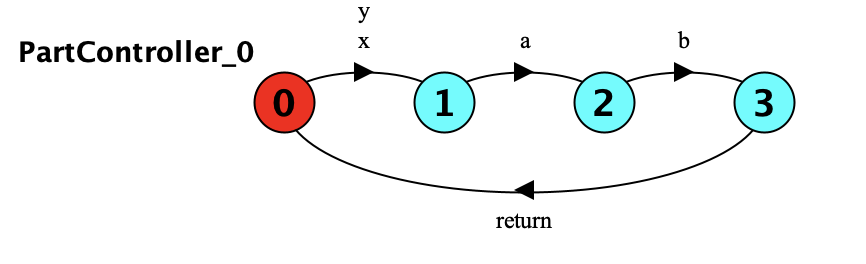 y
x
a
b
PartController_0
0
1
2
3
return